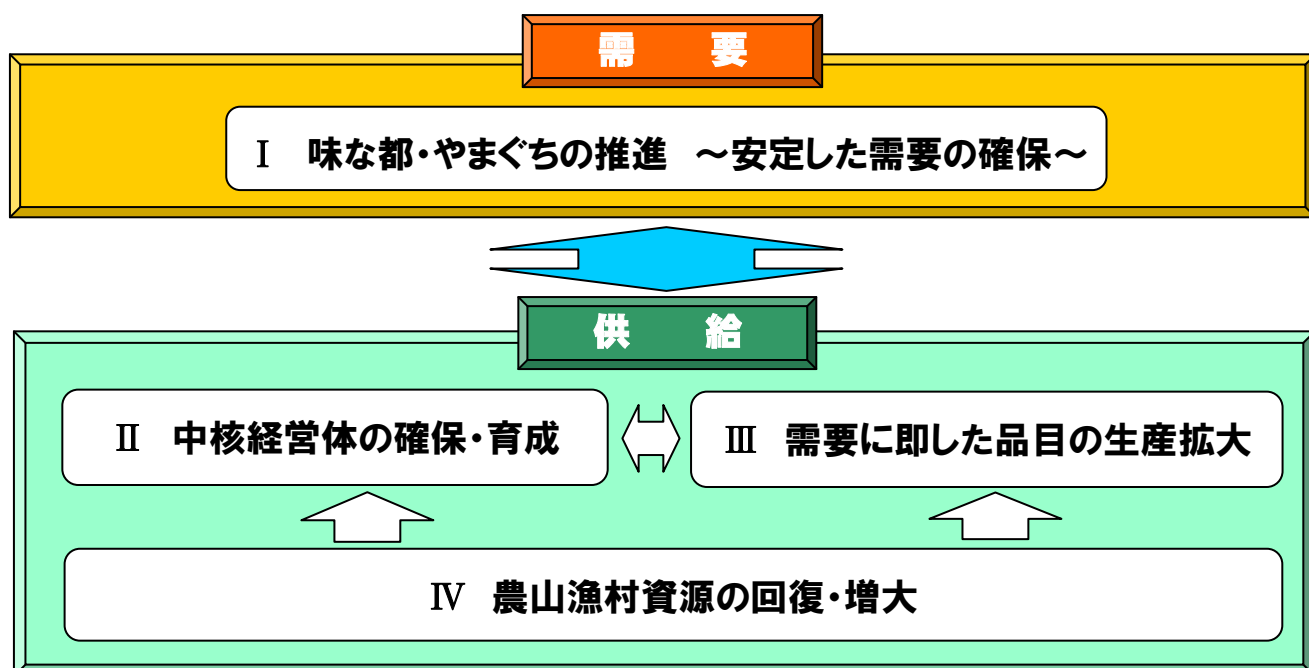 需 要
Ⅰ 味な都・やまぐちの推進 ～安定した需要の確保～
供 給
Ⅱ 中核経営体の確保・育成
Ⅲ 需要に即した品目の生産拡大
Ⅳ 農山漁村資源の回復・増大